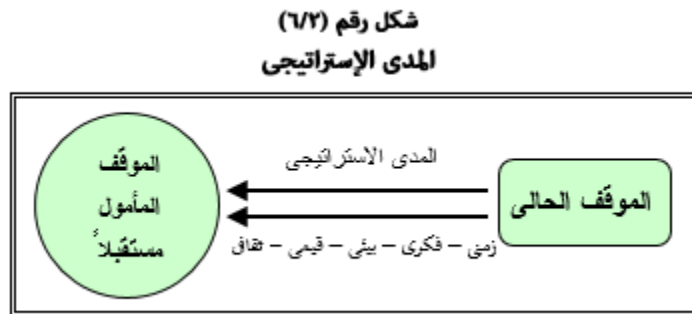 شكل رقم (٦/٢)
المدى الإستراتيجى
الموقف الحالى
المدى الاستراتيجى
زمنى – فكرى – بيئى – قيمى – ثقافى
الموقف
المأمول
مستقبلاً